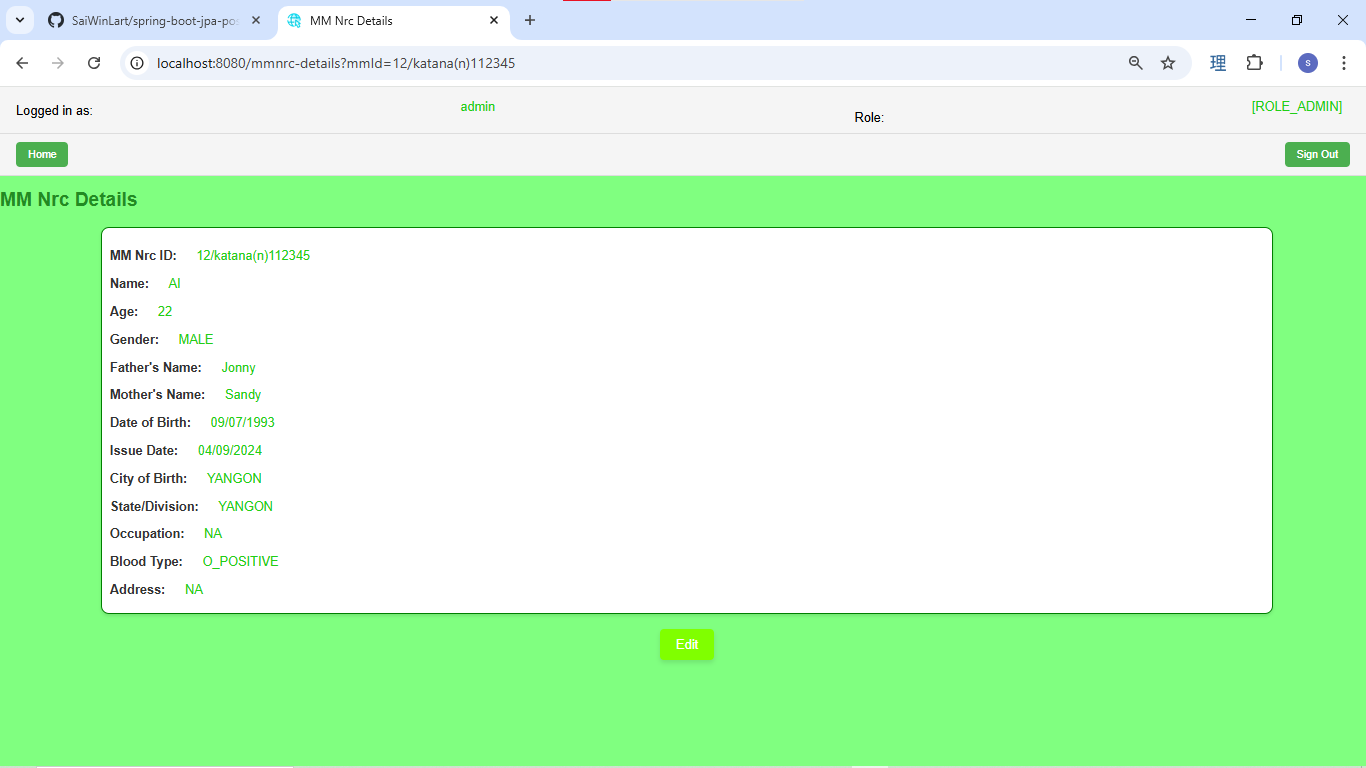 SaiWinLart/spring-boot-jpa-pos
MM Nrc Details
localhost:8080/mmnrc-details?mmId=12/katana(n)112345
理
s
Logged in as: admin Role: [ROLE_ADMIN]
Home Sign Out
MM Nrc Details
MM Nrc ID: 12/katana(n)112345
Name: AI
Age: 22
Gender: MALE
Father's Name: Jonny
Mother's Name: Sandy
Date of Birth: 09/07/1993
Issue Date: 04/09/2024
City of Birth: YANGON
State/Division: YANGON
Occupation: NA
Blood Type: O_POSITIVE
Address: NA
Edit